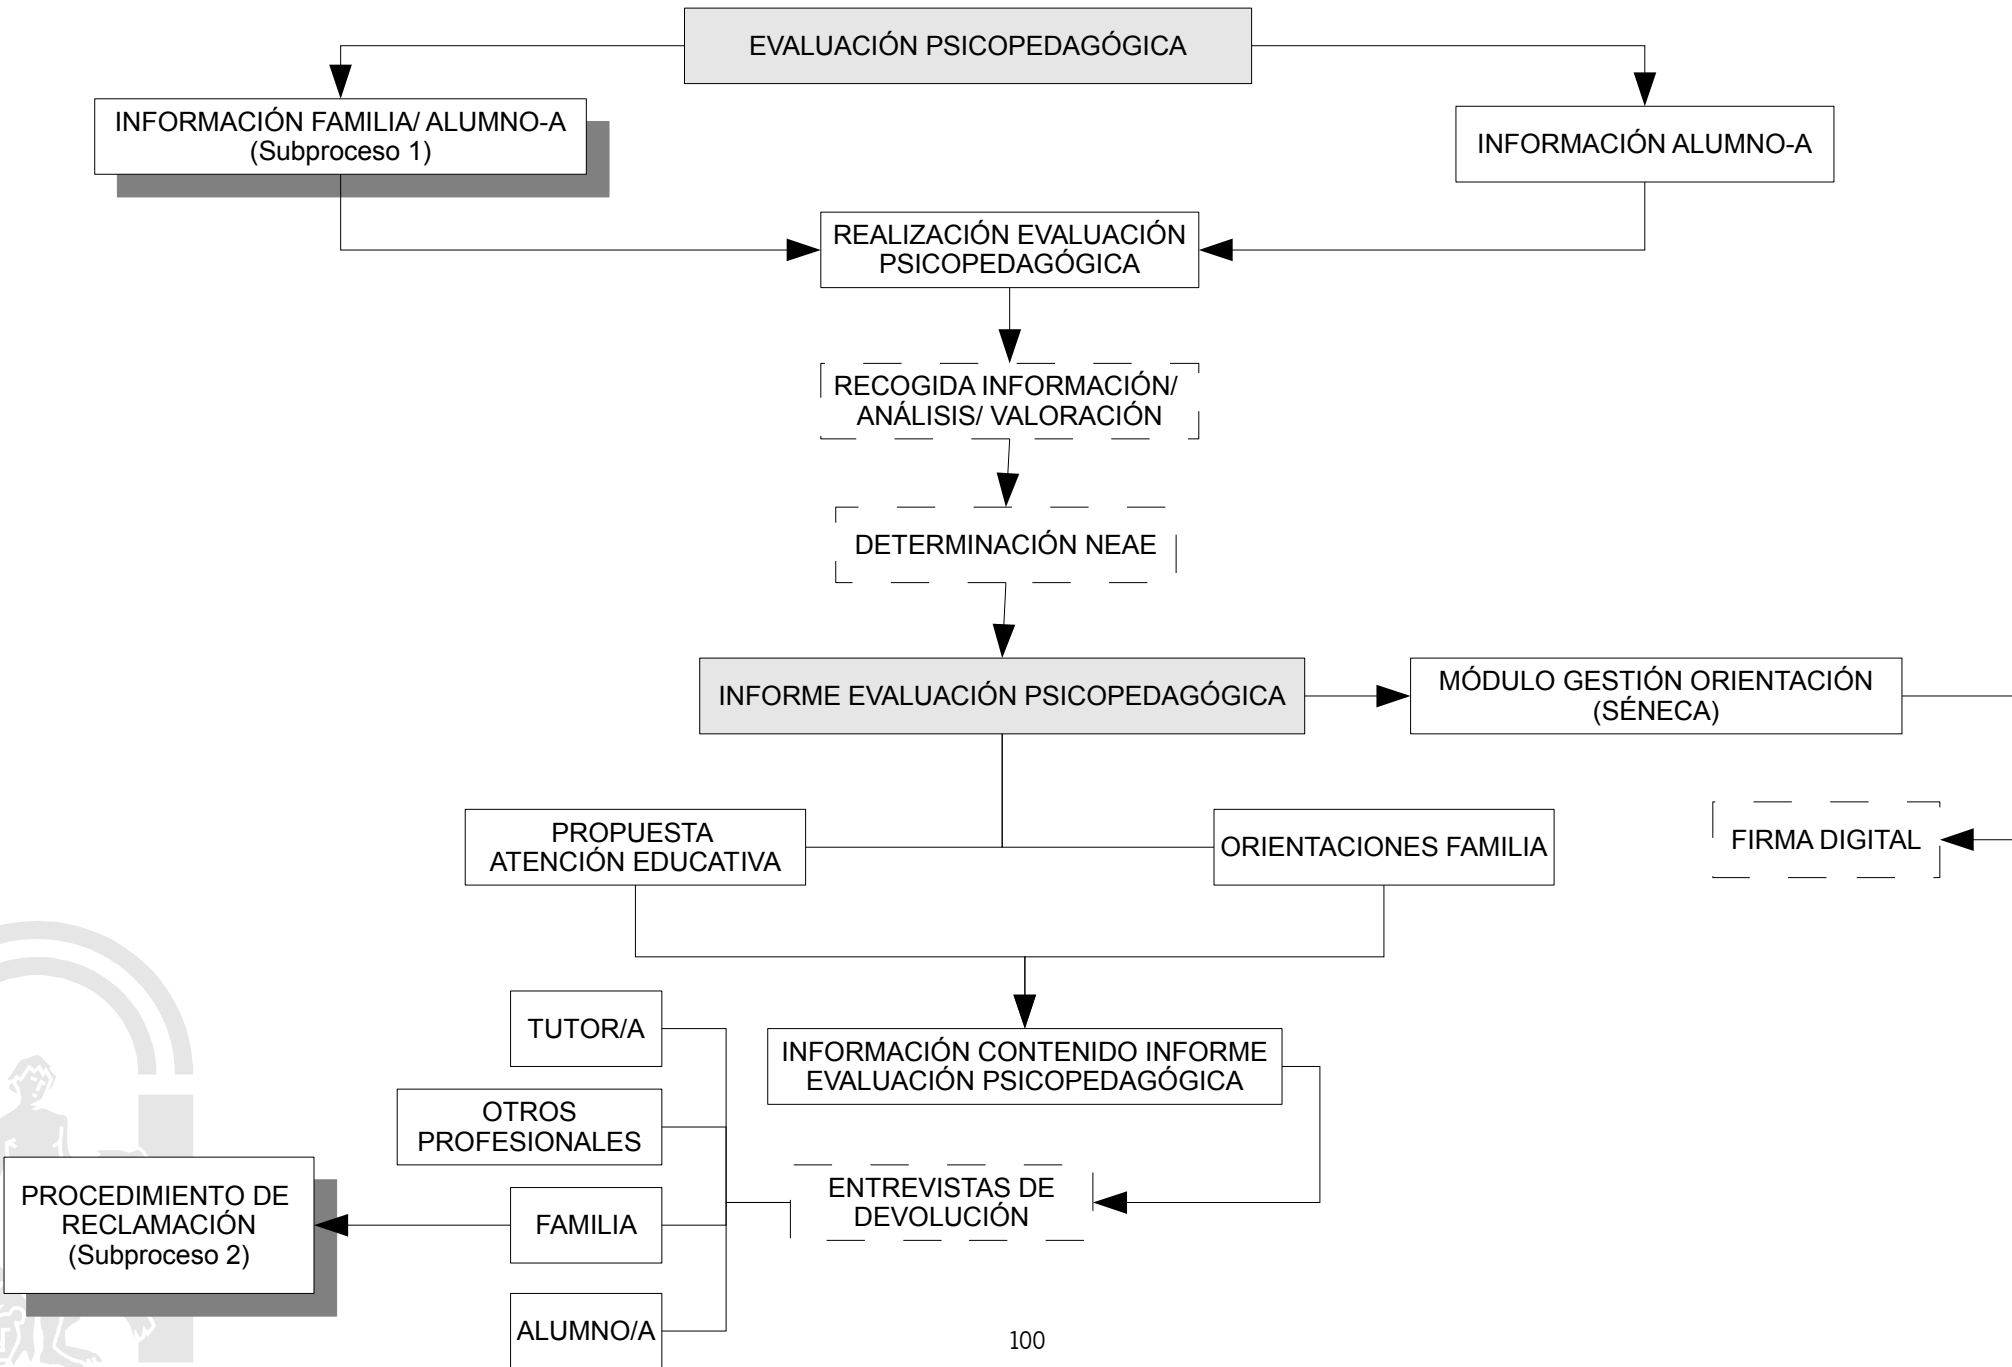 EVALUACIÓN PSICOPEDAGÓGICA
INFORMACIÓN FAMILIA/ ALUMNO-A
(Subproceso 1)
INFORMACIÓN ALUMNO-A
REALIZACIÓN EVALUACIÓN
PSICOPEDAGÓGICA
RECOGIDA INFORMACIÓN/
ANÁLISIS/ VALORACIÓN
DETERMINACIÓN NEAE
INFORME EVALUACIÓN PSICOPEDAGÓGICA
MÓDULO GESTIÓN ORIENTACIÓN
(SÉNECA)
FIRMA DIGITAL
PROPUESTA
ATENCIÓN EDUCATIVA
ORIENTACIONES FAMILIA
INFORMACIÓN CONTENIDO INFORME
EVALUACIÓN PSICOPEDAGÓGICA
ENTREVISTAS DE
DEVOLUCIÓN
TUTOR/A
OTROS
PROFESIONALES
FAMILIA
ALUMNO/A
PROCEDIMIENTO DE
RECLAMACIÓN
(Subproceso 2)
100